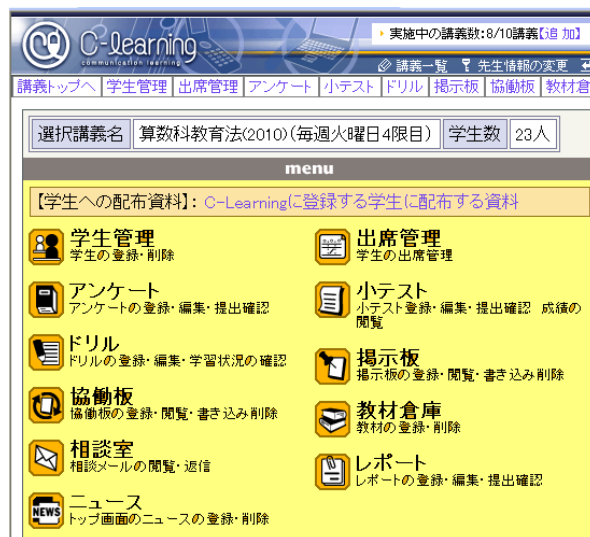 C-Learning
communication learning
実施中の講義数:8/10講義【追 加】
講義一覧 先生情報の変更
講義トップへ 学生管理 出席管理 アンケート 小テスト ドリル 掲示板 協働板 教材倉
選択講義名 算数科教育法(2010)(毎週火曜日4限目) 学生数 23人
menu
【学生への配布資料】: C-Learningに登録する学生に配布する資料
学生管理
学生の登録・削除
出席管理
学生の出席管理
アンケート
アンケートの登録・編集・提出確認
小テスト
小テスト登録・編集・提出確認 成績の
閲覧
ドリル
ドリルの登録・編集・学習状況の確認
掲示板
掲示板の登録・閲覧・書き込み削除
協働板
協働板の登録・閲覧・書き込み削除
教材倉庫
教材の登録・削除
相談室
相談メールの閲覧・返信
レポート
レポートの登録・編集・提出確認
NEWS
ニュース
トップ画面のニュースの登録・削除